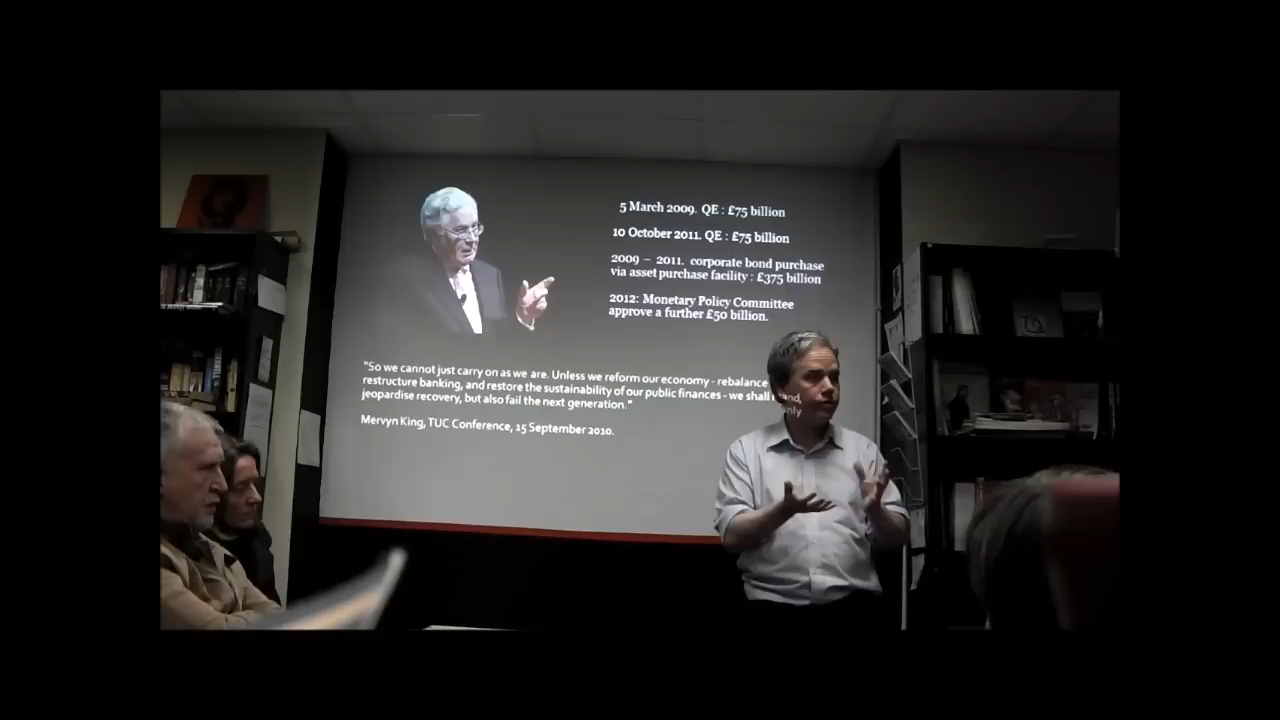 5 March 2009. QE : £75 billion
10 October 2011. QE : £75 billion
2009 – 2011. corporate bond purchase
via asset purchase facility : £375 billion
2012: Monetary Policy Committee
approve a further £50 billion.
"So we cannot just carry on as we are. Unless we reform our economy - rebalance
restructure banking, and restore the sustainability of our public finances - we shall
jeopardise recovery, but also fail the next generation."
Mervyn King, TUC Conference, 15 September 2010.